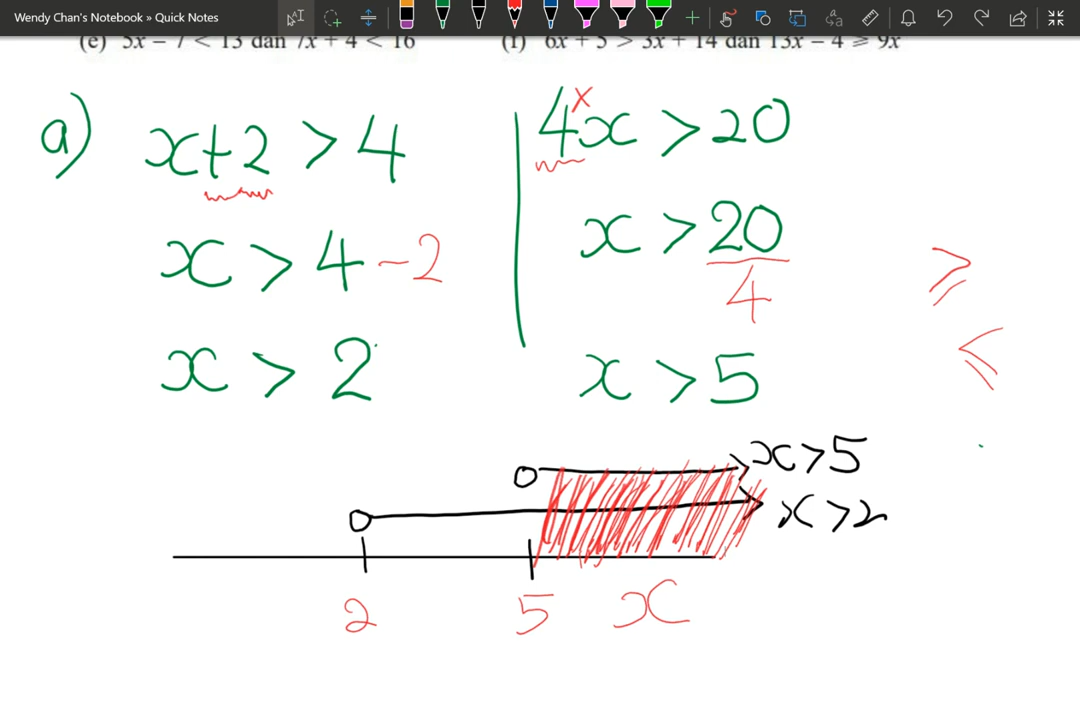 Wendy Chan's Notebook » Quick Notes
(e) 5x − 7 < 13 dan 7x + 4 < 16
(f) 6x + 5 > 3x + 14 dan 13x − 4 ⩾ 9x
a) x+2 > 4
x > 4 − 2
x > 2
4ˣx > 20
x > 20/4
x > 5
⩾
⩽
x > 5
x > 2
2 5 x